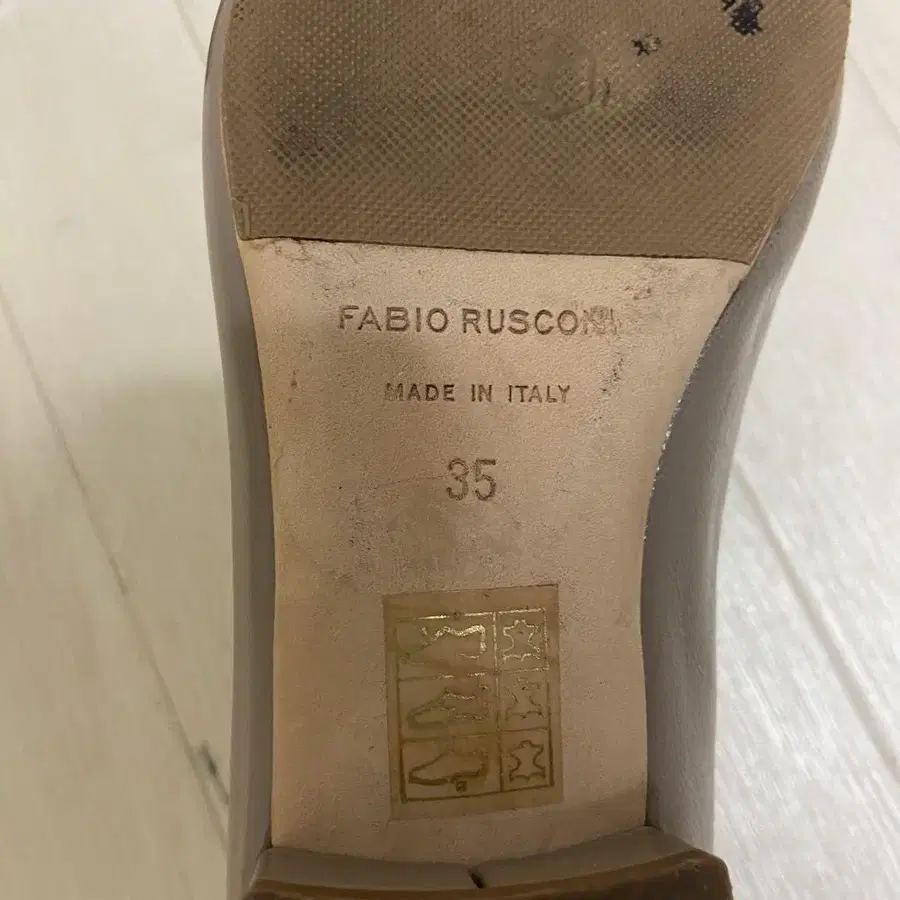 FABIO RUSCONI
MADE IN ITALY
35